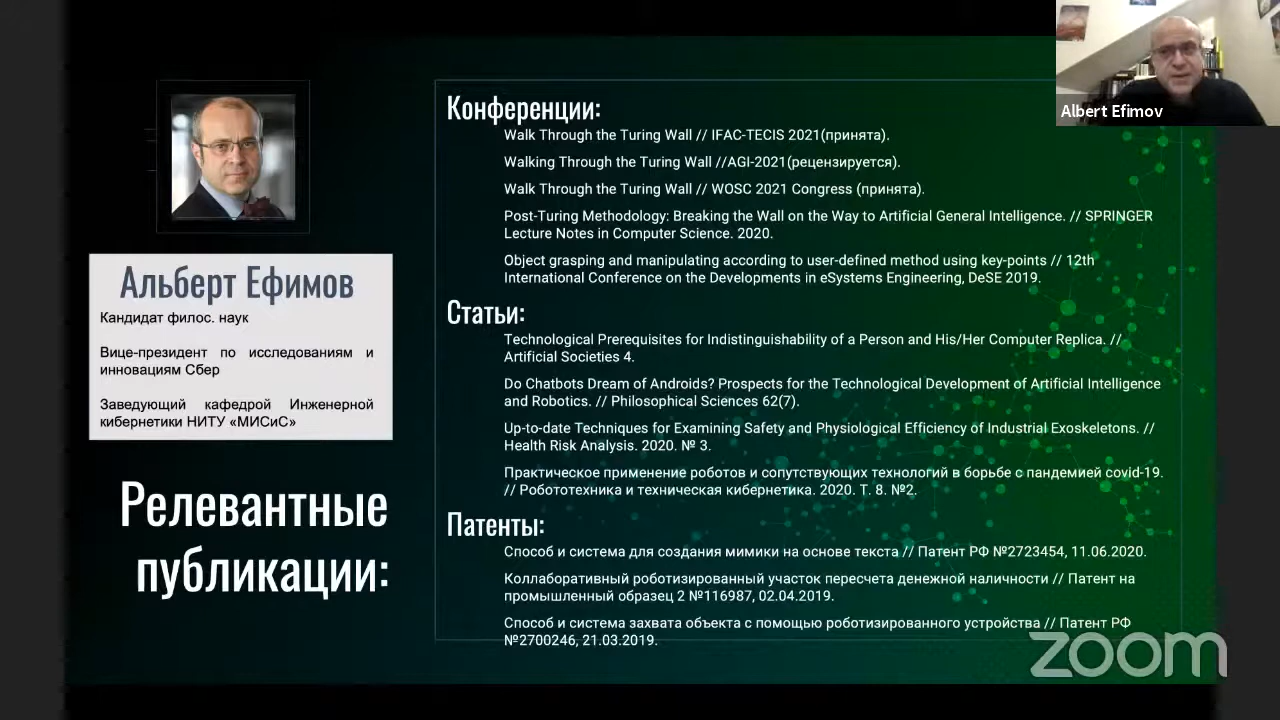 Albert Efimov
Альберт Ефимов
Кандидат филос. наук
Вице-президент по исследованиям и
инновациям Сбер
Заведующий кафедрой Инженерной
кибернетики НИТУ «МИСиС»
Релевантные
публикации:
Конференции:
Walk Through the Turing Wall // IFAC-TECIS 2021(принята).
Walking Through the Turing Wall //AGI-2021(рецензируется).
Walk Through the Turing Wall // WOSC 2021 Congress (принята).
Post-Turing Methodology: Breaking the Wall on the Way to Artificial General Intelligence. // SPRINGER
Lecture Notes in Computer Science. 2020.
Object grasping and manipulating according to user-defined method using key-points // 12th
International Conference on the Developments in eSystems Engineering, DeSE 2019.
Статьи:
Technological Prerequisites for Indistinguishability of a Person and His/Her Computer Replica. //
Artificial Societies 4.
Do Chatbots Dream of Androids? Prospects for the Technological Development of Artificial Intelligence
and Robotics. // Philosophical Sciences 62(7).
Up-to-date Techniques for Examining Safety and Physiological Efficiency of Industrial Exoskeletons. //
Health Risk Analysis. 2020. № 3.
Практическое применение роботов и сопутствующих технологий в борьбе с пандемией covid-19.
// Робототехника и техническая кибернетика. 2020. Т. 8. №2.
Патенты:
Способ и система для создания мимики на основе текста // Патент РФ №2723454, 11.06.2020.
Коллаборативный роботизированный участок пересчета денежной наличности // Патент на
промышленный образец 2 №116987, 02.04.2019.
Способ и система захвата объекта с помощью роботизированного устройства // Патент РФ
№2700246, 21.03.2019.
zoom